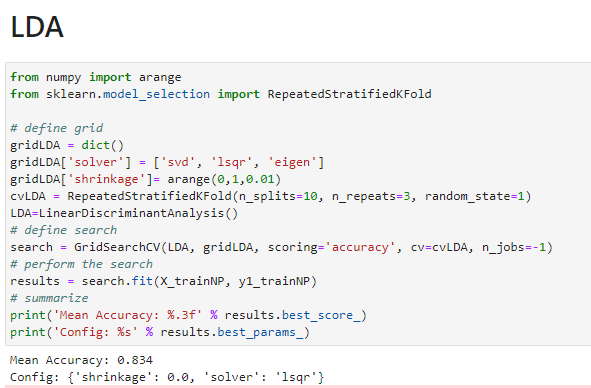 LDA
from numpy import arange
from sklearn.model_selection import RepeatedStratifiedKFold
# define grid
gridLDA = dict()
gridLDA['solver'] = ['svd', 'lsqr', 'eigen']
gridLDA['shrinkage']= arange(0,1,0.01)
cvLDA = RepeatedStratifiedKFold(n_splits=10, n_repeats=3, random_state=1)
LDA=LinearDiscriminantAnalysis()
# define search
search = GridSearchCV(LDA, gridLDA, scoring='accuracy', cv=cvLDA, n_jobs=-1)
# perform the search
results = search.fit(X_trainNP, y1_trainNP)
# summarize
print('Mean Accuracy: %.3f' % results.best_score_)
print('Config: %s' % results.best_params_)
Mean Accuracy: 0.834
Config: {'shrinkage': 0.0, 'solver': 'lsqr'}